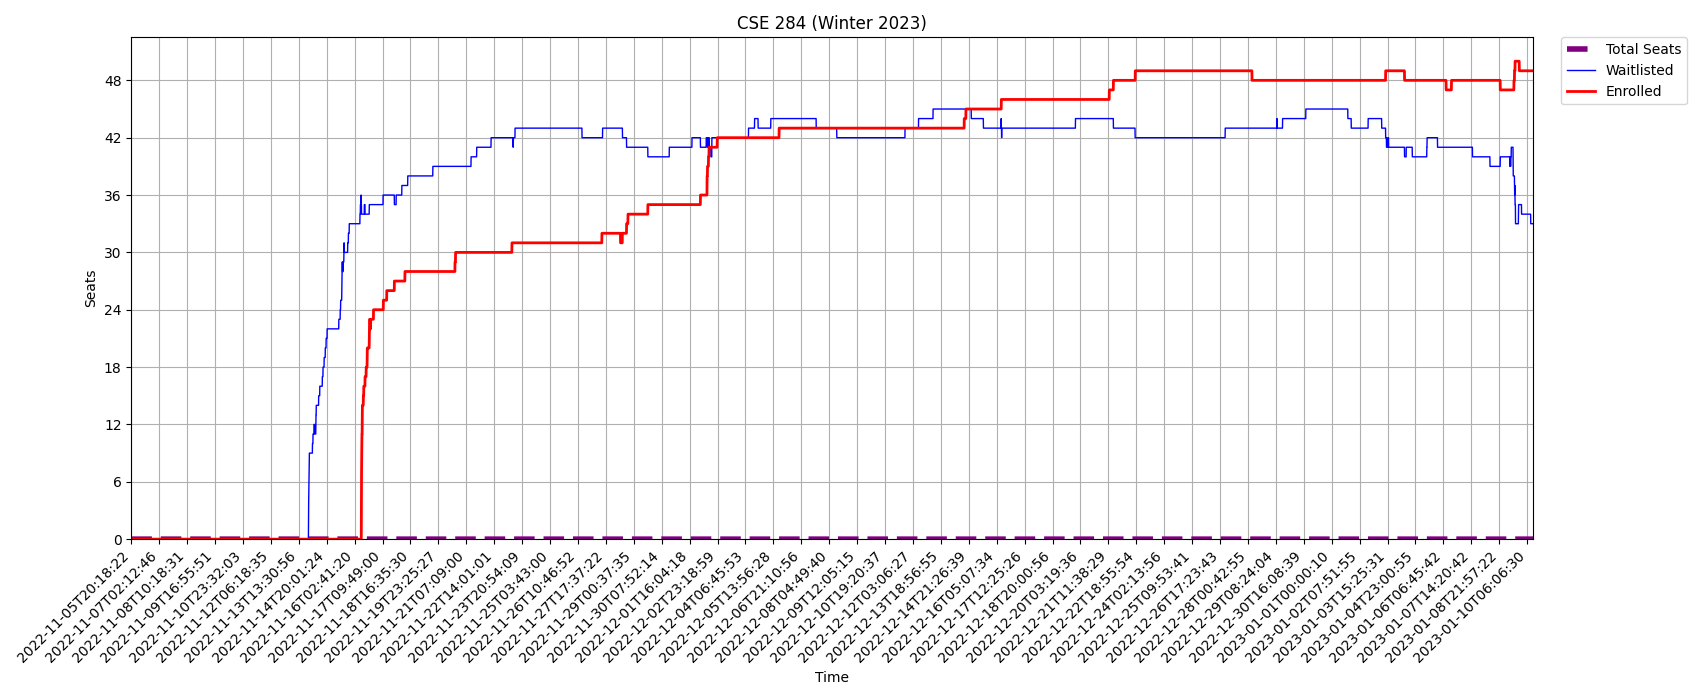 CSE 284 (Winter 2023)
Total Seats
Waitlisted
Enrolled
48
42
36
30
24
18
12
6
0
Seats
2022-11-05T20:18:22
2022-11-07T02:12:46
2022-11-08T10:18:31
2022-11-09T16:55:51
2022-11-10T23:32:03
2022-11-12T06:18:35
2022-11-13T13:30:56
2022-11-14T20:01:24
2022-11-16T02:41:20
2022-11-17T09:49:00
2022-11-18T16:35:30
2022-11-19T23:25:27
2022-11-21T07:09:00
2022-11-22T14:01:01
2022-11-23T20:54:09
2022-11-25T03:43:00
2022-11-26T10:46:52
2022-11-27T17:37:22
2022-11-29T00:37:35
2022-11-30T07:52:14
2022-12-01T16:04:18
2022-12-02T23:18:59
2022-12-04T06:45:53
2022-12-05T13:56:28
2022-12-06T21:10:56
2022-12-08T04:49:40
2022-12-09T12:05:15
2022-12-10T19:20:37
2022-12-12T03:06:27
2022-12-13T18:56:55
2022-12-14T21:26:39
2022-12-16T05:07:34
2022-12-17T12:25:26
2022-12-18T20:00:56
2022-12-20T03:19:36
2022-12-21T11:38:29
2022-12-22T18:55:54
2022-12-24T02:13:56
2022-12-25T09:53:41
2022-12-26T17:23:43
2022-12-28T00:42:55
2022-12-29T08:24:04
2022-12-30T16:08:39
2023-01-01T00:00:10
2023-01-02T07:51:55
2023-01-03T15:25:31
2023-01-04T23:00:55
2023-01-06T06:45:42
2023-01-07T14:20:42
2023-01-08T21:57:22
2023-01-10T06:06:30
Time